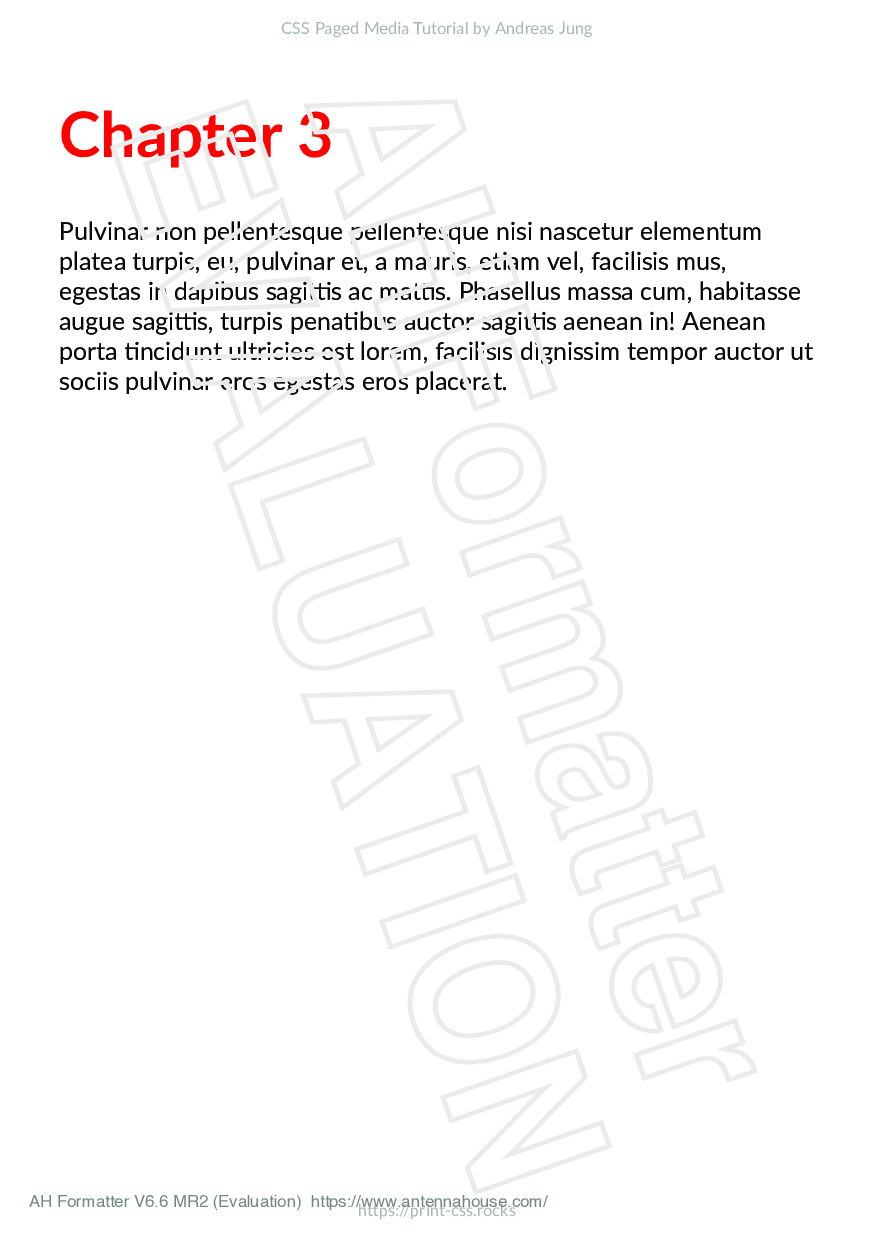 CSS Paged Media Tutorial by Andreas Jung
Chapter 3
Pulvinar non pellentesque pellentesque nisi nascetur elementum
platea turpis, eu, pulvinar et, a mauris, etiam vel, facilisis mus,
egestas in dapibus sagittis ac mattis. Phasellus massa cum, habitasse
augue sagittis, turpis penatibus auctor sagittis aenean in! Aenean
porta tincidunt ultricies est lorem, facilisis dignissim tempor auctor ut
sociis pulvinar eros egestas eros placerat.
AH Formatter
EVALUATION
AH Formatter V6.6 MR2 (Evaluation)  https://www.antennahouse.com/
https://print-css.rocks